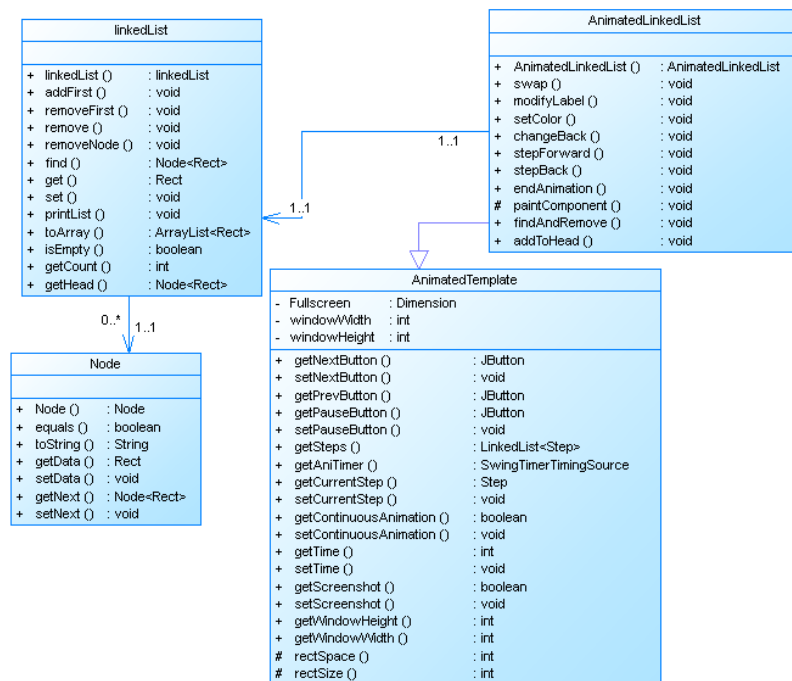 linkedList
+ linkedList () : linkedList
+ addFirst () : void
+ removeFirst () : void
+ remove () : void
+ removeNode () : void
+ find () : Node<Rect>
+ get () : Rect
+ set () : void
+ printList () : void
+ toArray () : ArrayList<Rect>
+ isEmpty () : boolean
+ getCount () : int
+ getHead () : Node<Rect>
AnimatedLinkedList
+ AnimatedLinkedList () : AnimatedLinkedList
+ swap () : void
+ modifyLabel () : void
+ setColor () : void
+ changeBack () : void
+ stepForward () : void
+ stepBack () : void
+ endAnimation () : void
# paintComponent () : void
+ findAndRemove () : void
+ addToHead () : void
1..1
1..1
0..*
1..1
Node
+ Node () : Node
+ equals () : boolean
+ toString () : String
+ getData () : Rect
+ setData () : void
+ getNext () : Node<Rect>
+ setNext () : void
AnimatedTemplate
- Fullscreen : Dimension
- windowWidth : int
- windowHeight : int
+ getNextButton () : JButton
+ setNextButton () : void
+ getPrevButton () : JButton
+ getPauseButton () : JButton
+ setPauseButton () : void
+ getSteps () : LinkedList<Step>
+ getAniTimer () : SwingTimerTimingSource
+ getCurrentStep () : Step
+ setCurrentStep () : void
+ getContinuousAnimation () : boolean
+ setContinuousAnimation () : void
+ getTime () : int
+ setTime () : void
+ getScreenshot () : boolean
+ setScreenshot () : void
+ getWindowHeight () : int
+ getWindowWidth () : int
# rectSpace () : int
# rectSize () : int